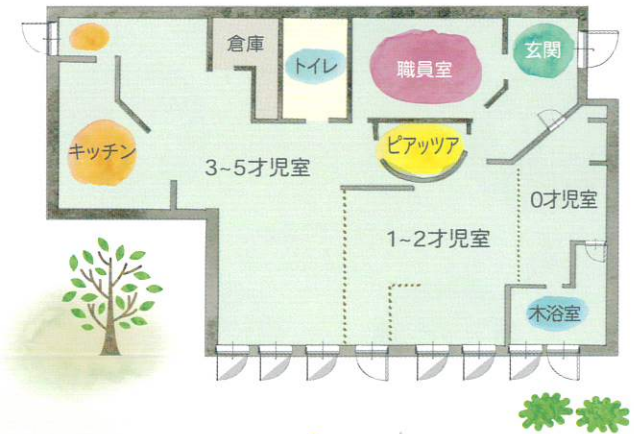 倉庫
トイレ
職員室
玄関
キッチン
ピアッツア
3~5才児室
0才児室
1~2才児室
木浴室